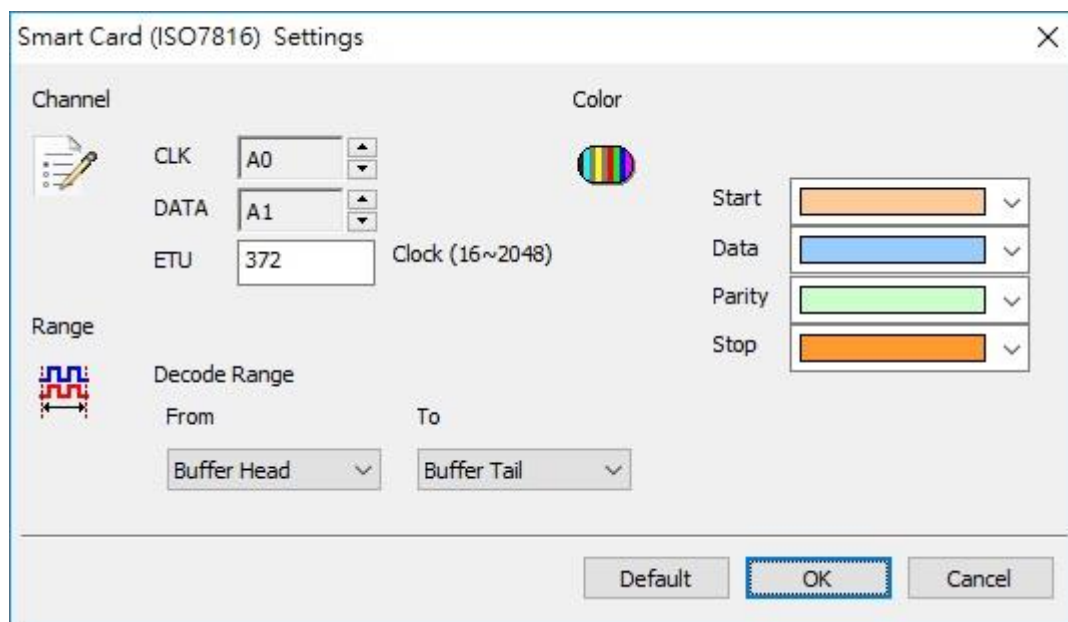 Smart Card (ISO7816) Settings
Channel
CLK A0
DATA A1
ETU 372 Clock (16~2048)
Color
Start
Data
Parity
Stop
Range
Decode Range
From To
Buffer Head Buffer Tail
Default OK Cancel